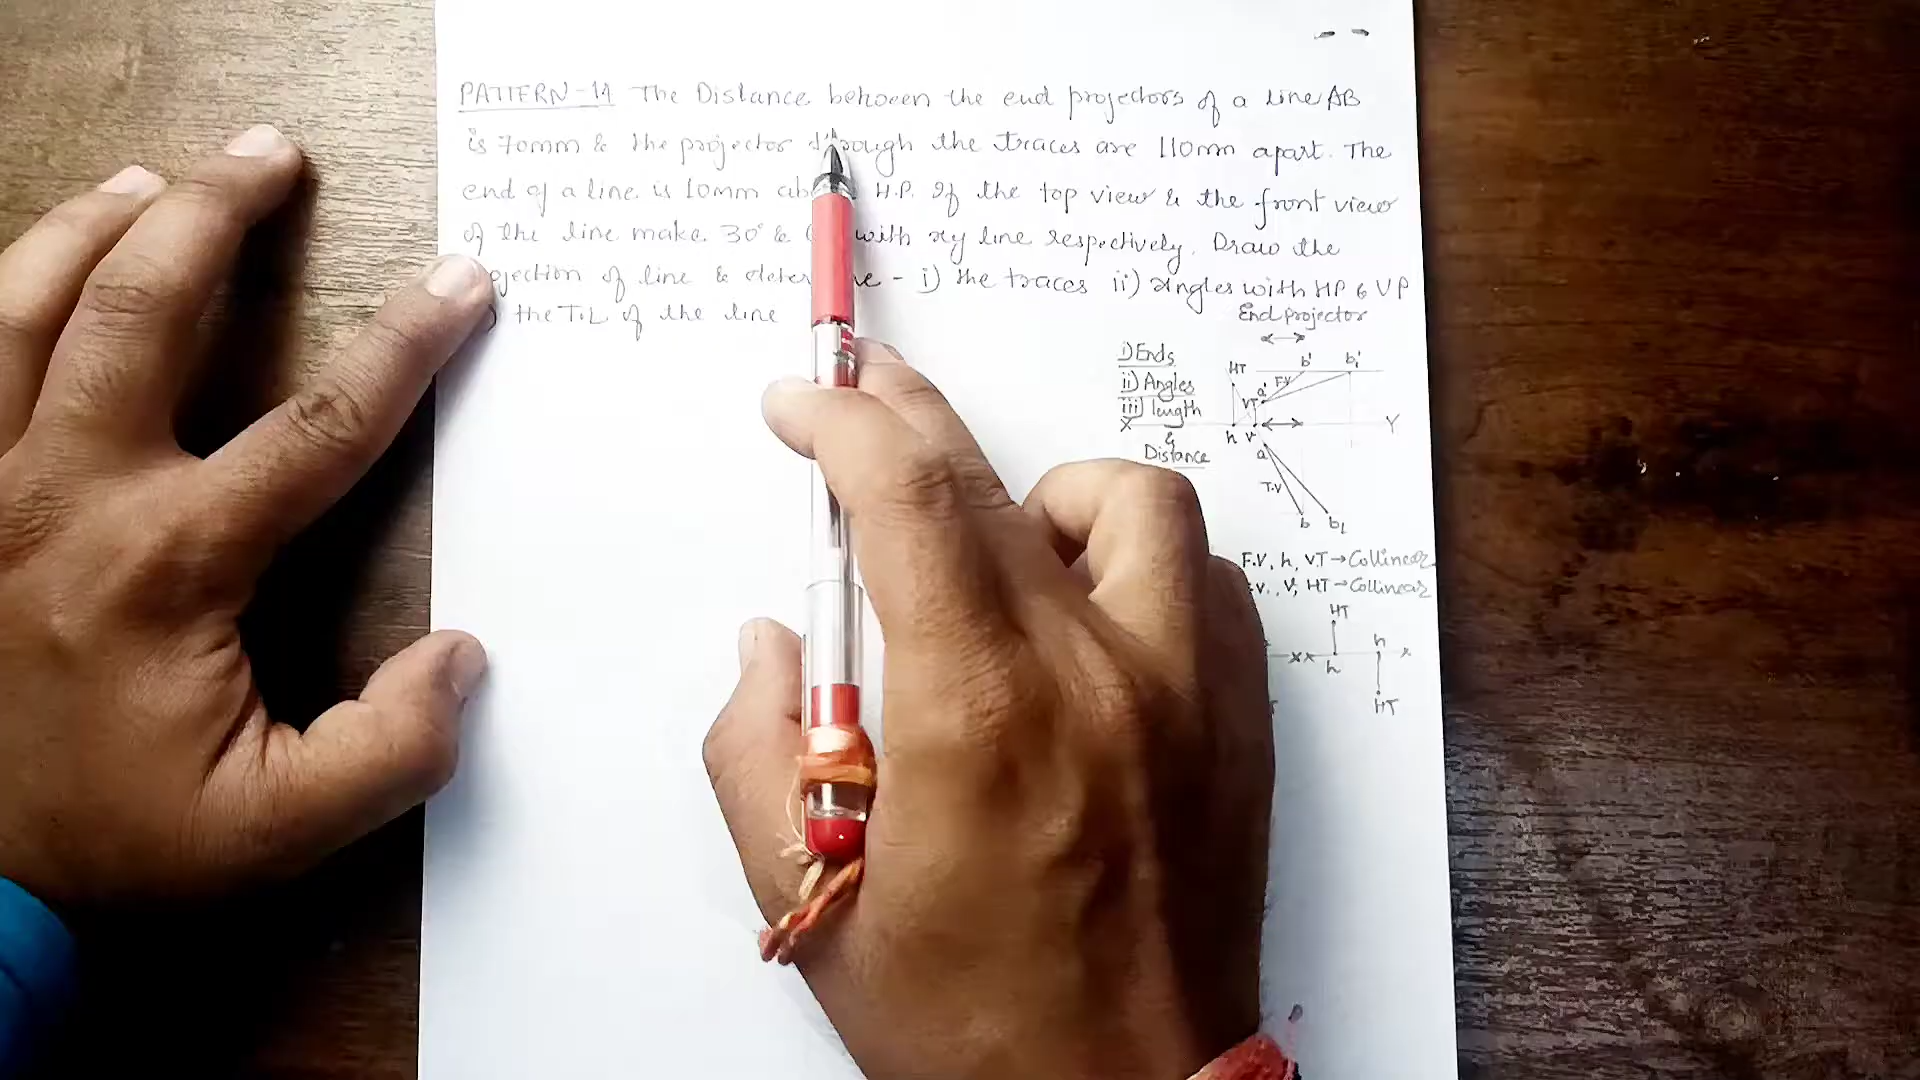 PATTERN-11 The Distance between the end projectors of a line AB
is 70mm & the projector through the traces are 110mm apart. The
end of a line is 10mm H.P. If the top view & the front view
of the line make 30° & with xy line respectively. Draw the
of line & - i) the traces ii) Angles with HP & VP
the T.L of the line
End projector
i) Ends
ii) Angles
iii) length
&
Distance
HT b' b₁'
F.V
a'
VT
X h v Y
a
T.V
b b₁
F.V, h, VT→Collinear
v., V, HT→Collinear
HT
h
xx h x
HT